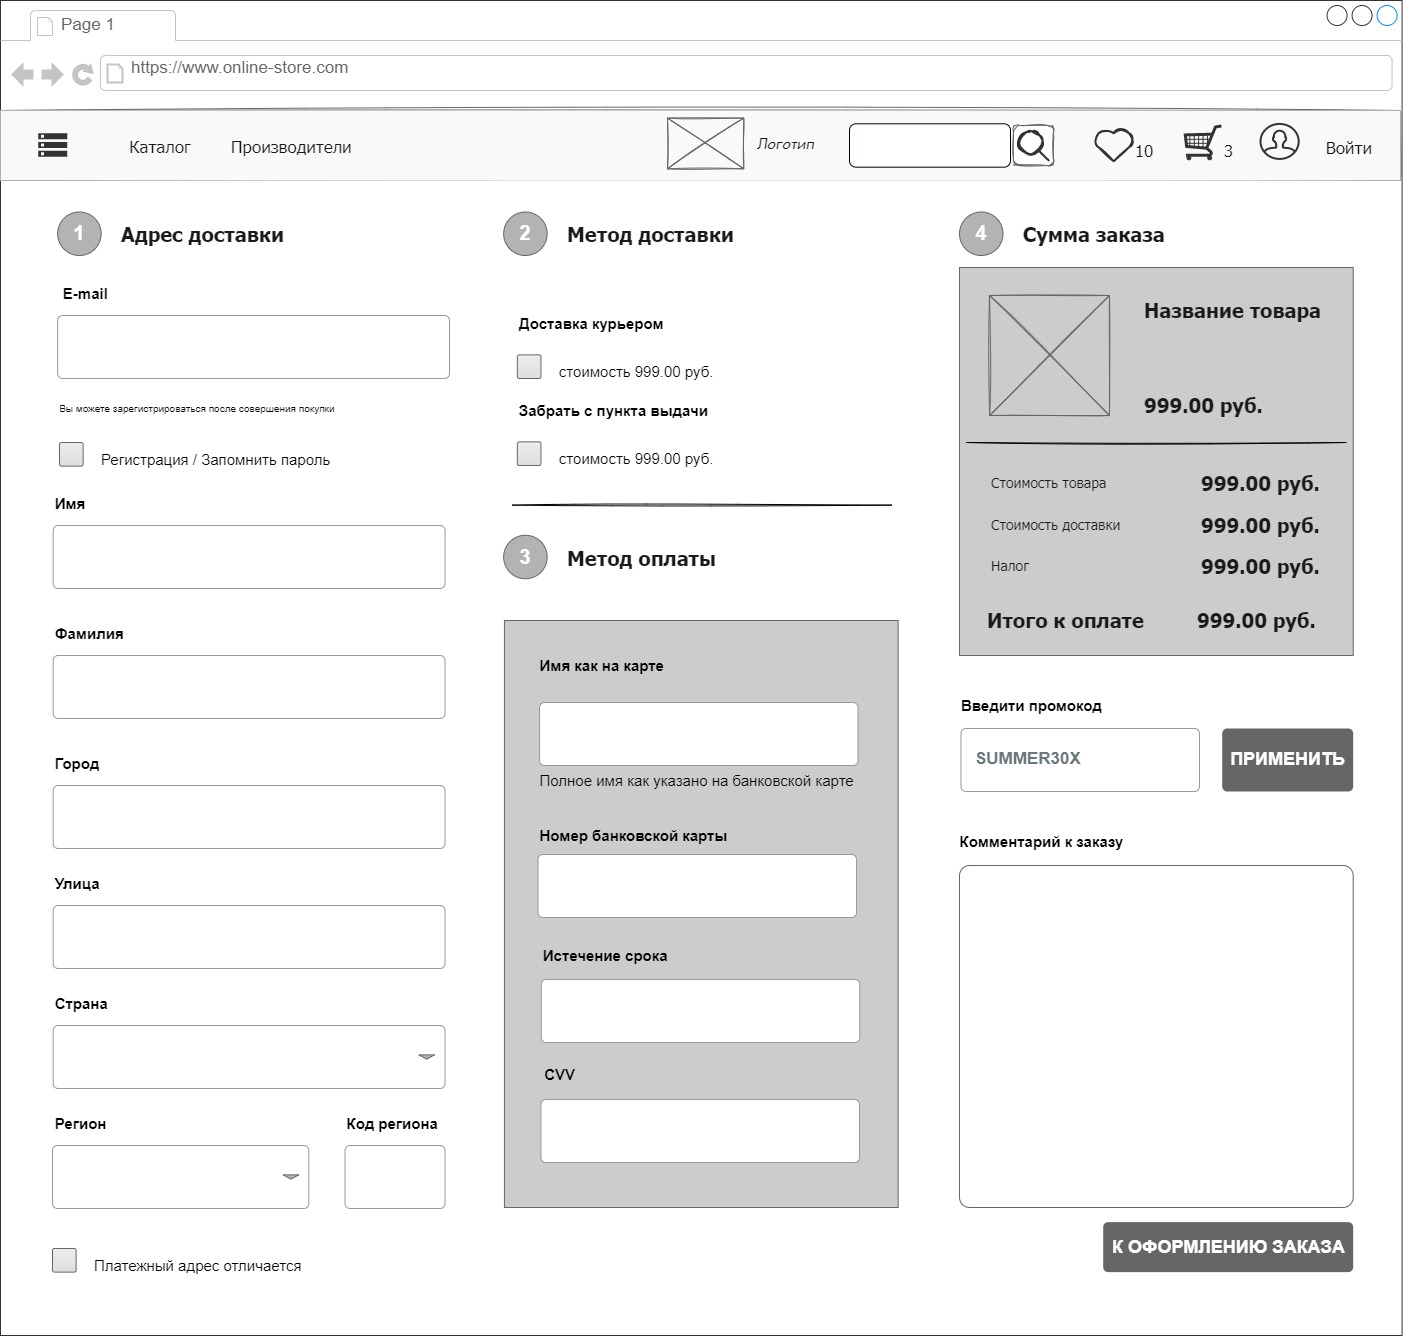 Page 1
https://www.online-store.com
Каталог
Производители
Логотип
10
3
Войти
1
Адрес доставки
E-mail
Вы можете зарегистрироваться после совершения покупки
Регистрация / Запомнить пароль
Имя
Фамилия
Город
Улица
Страна
Регион
Код региона
Платежный адрес отличается
2
Метод доставки
Доставка курьером
стоимость 999.00 руб.
Забрать с пункта выдачи
стоимость 999.00 руб.
3
Метод оплаты
Имя как на карте
Полное имя как указано на банковской карте
Номер банковской карты
Истечение срока
CVV
4
Сумма заказа
Название товара
999.00 руб.
Стоимость товара 999.00 руб.
Стоимость доставки 999.00 руб.
Налог 999.00 руб.
Итого к оплате 999.00 руб.
Введити промокод
SUMMER30X
ПРИМЕНИТЬ
Комментарий к заказу
К ОФОРМЛЕНИЮ ЗАКАЗА